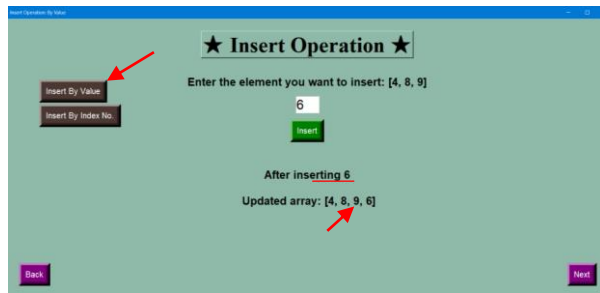 Insert Operation By Value
★ Insert Operation ★
Insert By Value
Enter the element you want to insert: [4, 8, 9]
6
Insert By Index No.
Insert
After inserting 6
Updated array: [4, 8, 9, 6]
Back
Next